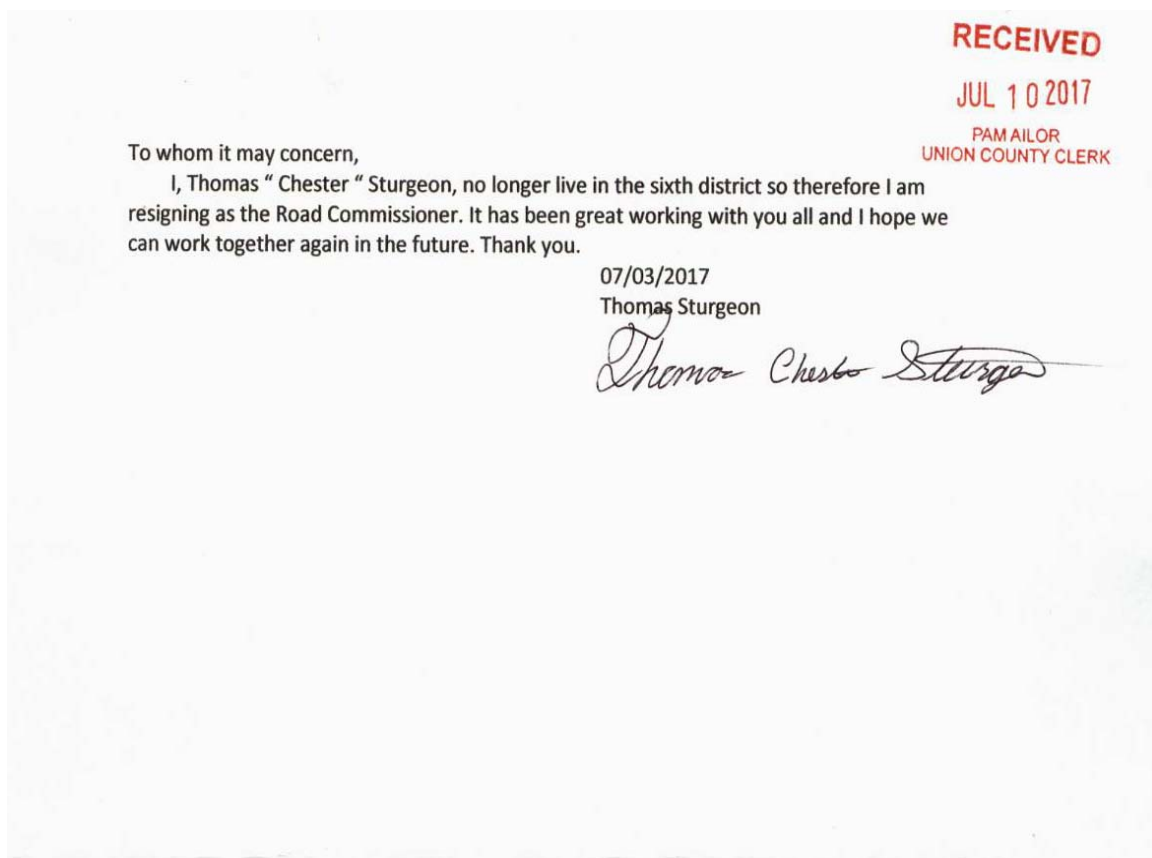 RECEIVED
JUL 10 2017
PAM AILOR
UNION COUNTY CLERK
To whom it may concern,
I, Thomas “ Chester “ Sturgeon, no longer live in the sixth district so therefore I am
resigning as the Road Commissioner. It has been great working with you all and I hope we
can work together again in the future. Thank you.
07/03/2017
Thomas Sturgeon
Thomas Chester Sturgeon